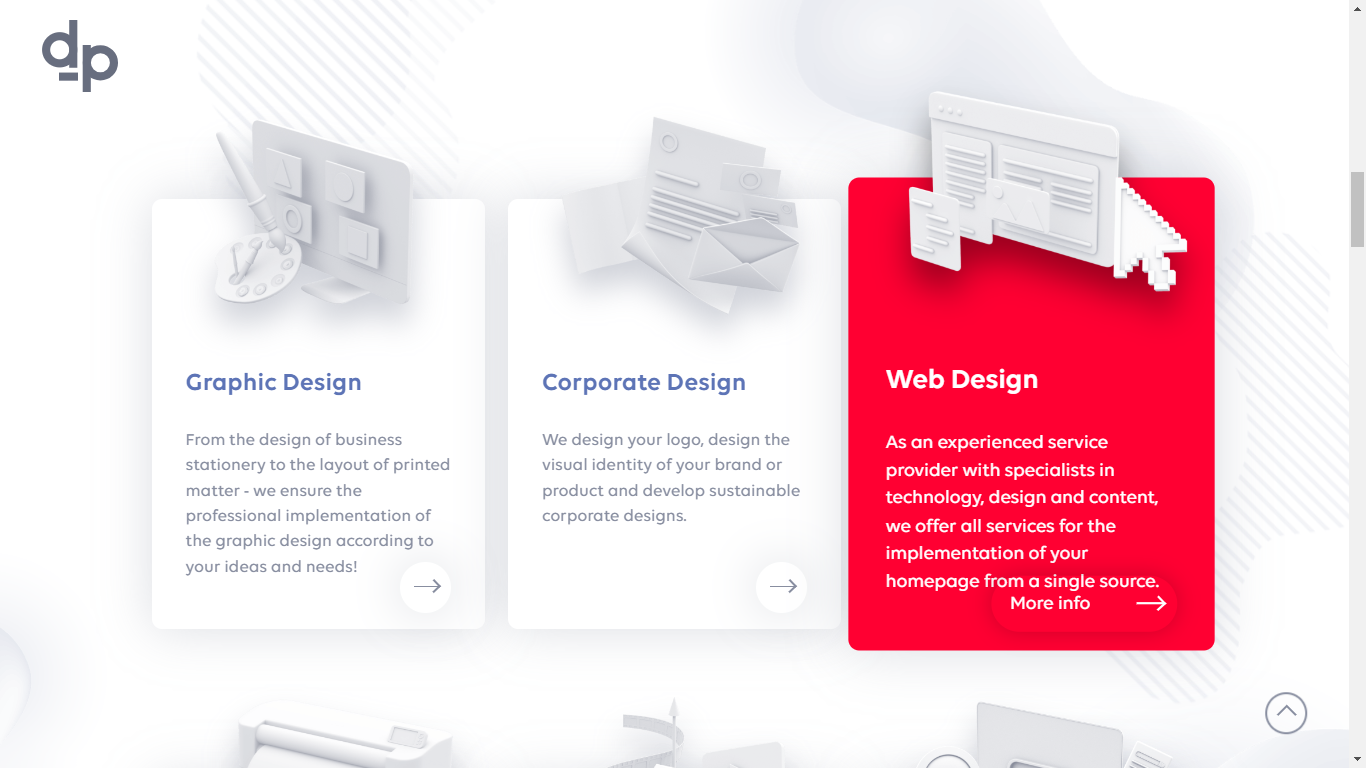 dp
Graphic Design
From the design of business
stationery to the layout of printed
matter - we ensure the
professional implementation of
the graphic design according to
your ideas and needs!
Corporate Design
We design your logo, design the
visual identity of your brand or
product and develop sustainable
corporate designs.
Web Design
As an experienced service
provider with specialists in
technology, design and content,
we offer all services for the
implementation of your
homepage from a single source.
More info